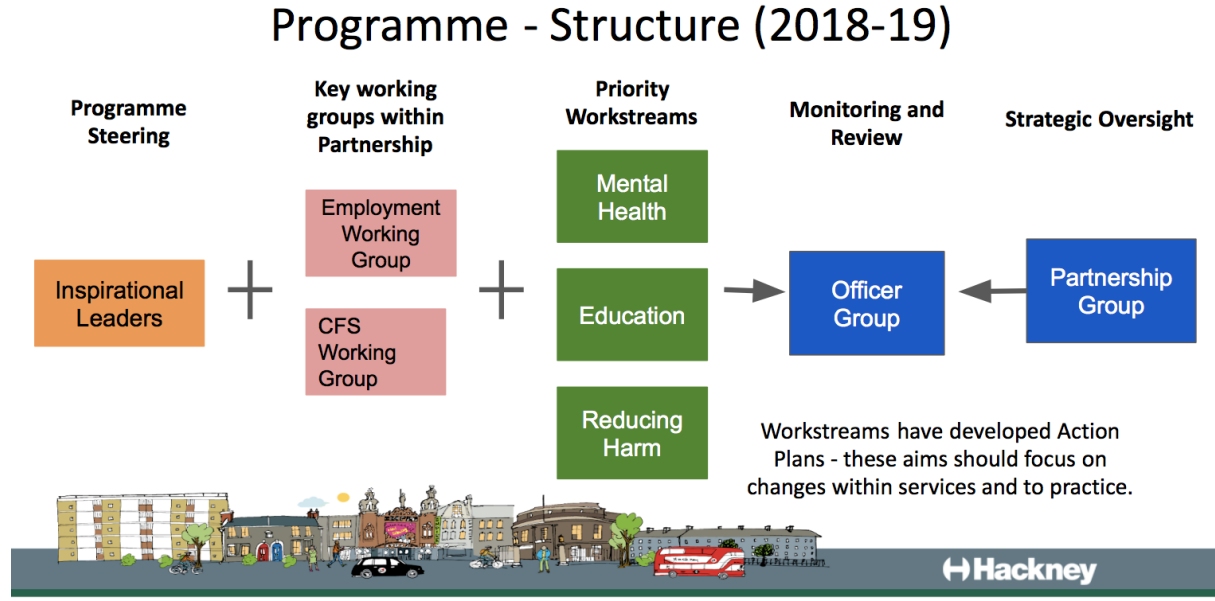 Programme - Structure (2018-19)
Programme
Steering
Key working
groups within
Partnership
Priority
Workstreams
Monitoring and
Review
Strategic Oversight
Inspirational
Leaders
Employment
Working
Group
CFS
Working
Group
Mental
Health
Education
Reducing
Harm
Officer
Group
Partnership
Group
Workstreams have developed Action
Plans - these aims should focus on
changes within services and to practice.
Hackney